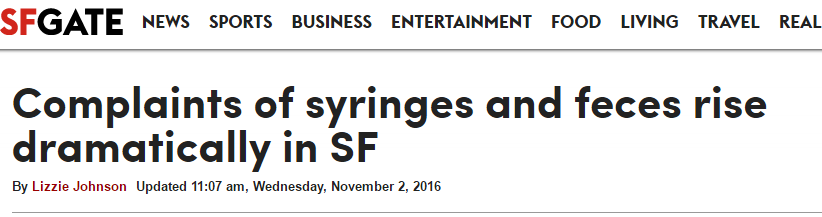 SFGATE NEWS SPORTS BUSINESS ENTERTAINMENT FOOD LIVING TRAVEL REAL
Complaints of syringes and feces rise
dramatically in SF
By Lizzie Johnson Updated 11:07 am, Wednesday, November 2, 2016